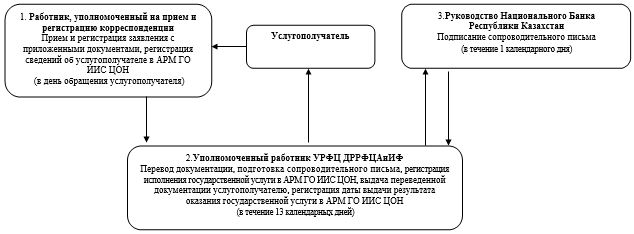 1. Работник, уполномоченный на прием и
регистрацию корреспонденции
Прием и регистрация заявления с
приложенными документами, регистрация
сведений об услугополучателе в АРМ ГО
ИИС ЦОН
(в день обращения услугополучателя)
Услугополучатель
3.Руководство Национального Банка
Республики Казахстан
Подписание сопроводительного письма
(в течение 1 календарного дня)
2.Уполномоченный работник УРФЦ ДРРФЦАиИФ
Перевод документации, подготовка сопроводительного письма, регистрация
исполнения государственной услуги в АРМ ГО ИИС ЦОН, выдача переведенной
документации услугополучателю, регистрация даты выдачи результата
оказания государственной услуги в АРМ ГО ИИС ЦОН
(в течение 13 календарных дней)